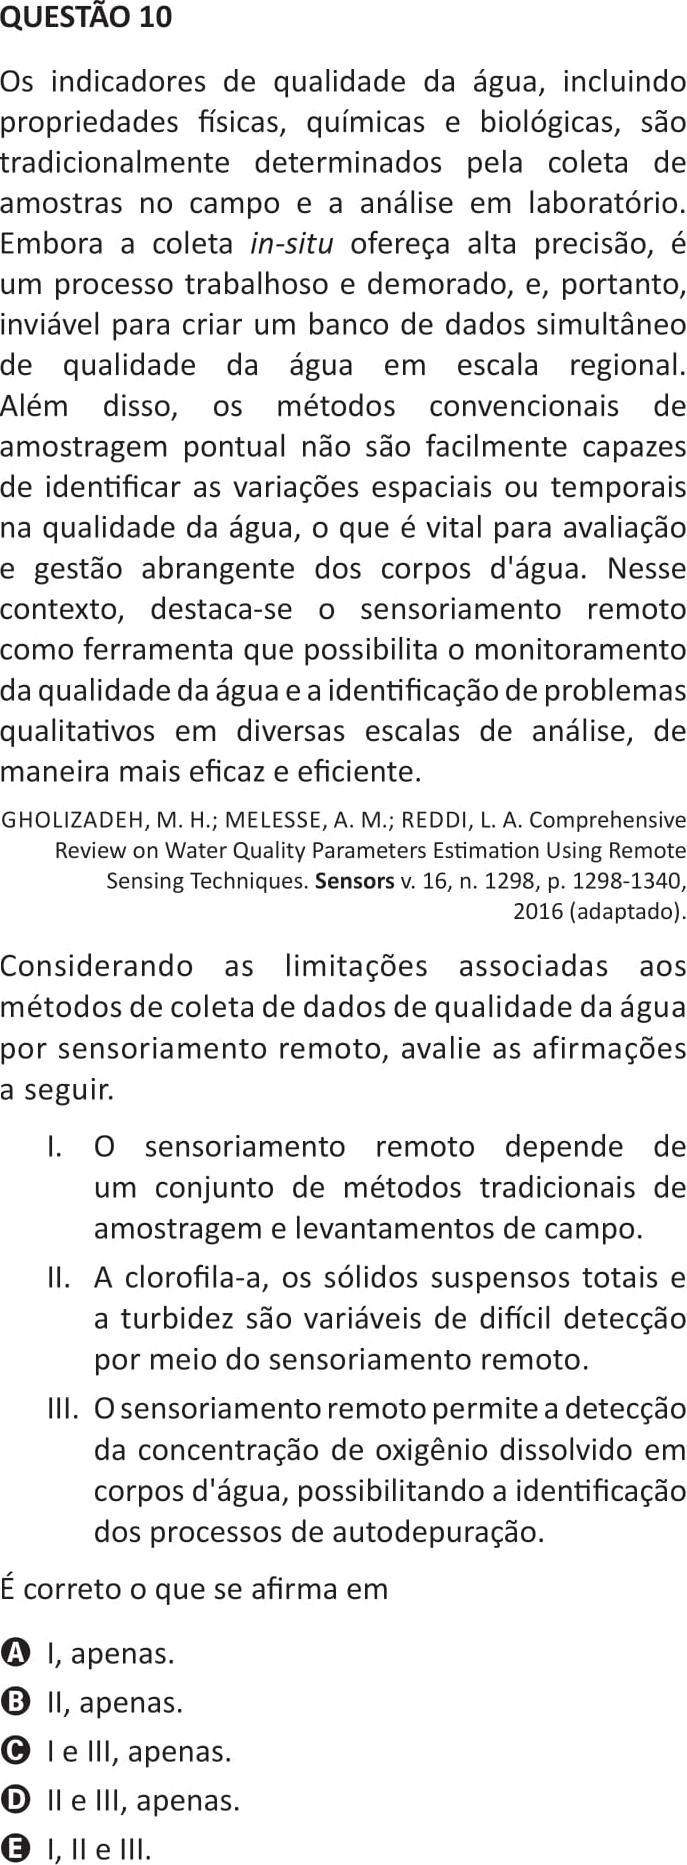 QUESTÃO 10
Os indicadores de qualidade da água, incluindo
propriedades físicas, químicas e biológicas, são
tradicionalmente determinados pela coleta de
amostras no campo e a análise em laboratório.
Embora a coleta in-situ ofereça alta precisão, é
um processo trabalhoso e demorado, e, portanto,
inviável para criar um banco de dados simultâneo
de qualidade da água em escala regional.
Além disso, os métodos convencionais de
amostragem pontual não são facilmente capazes
de identificar as variações espaciais ou temporais
na qualidade da água, o que é vital para avaliação
e gestão abrangente dos corpos d'água. Nesse
contexto, destaca-se o sensoriamento remoto
como ferramenta que possibilita o monitoramento
da qualidade da água e a identificação de problemas
qualitativos em diversas escalas de análise, de
maneira mais eficaz e eficiente.
GHOLIZADEH, M. H.; MELESSE, A. M.; REDDI, L. A. Comprehensive
Review on Water Quality Parameters Estimation Using Remote
Sensing Techniques. Sensors v. 16, n. 1298, p. 1298-1340,
2016 (adaptado).
Considerando as limitações associadas aos
métodos de coleta de dados de qualidade da água
por sensoriamento remoto, avalie as afirmações
a seguir.
I. O sensoriamento remoto depende de
um conjunto de métodos tradicionais de
amostragem e levantamentos de campo.
II. A clorofila-a, os sólidos suspensos totais e
a turbidez são variáveis de difícil detecção
por meio do sensoriamento remoto.
III. O sensoriamento remoto permite a detecção
da concentração de oxigênio dissolvido em
corpos d'água, possibilitando a identificação
dos processos de autodepuração.
É correto o que se afirma em
A I, apenas.
B II, apenas.
C I e III, apenas.
D II e III, apenas.
E I, II e III.